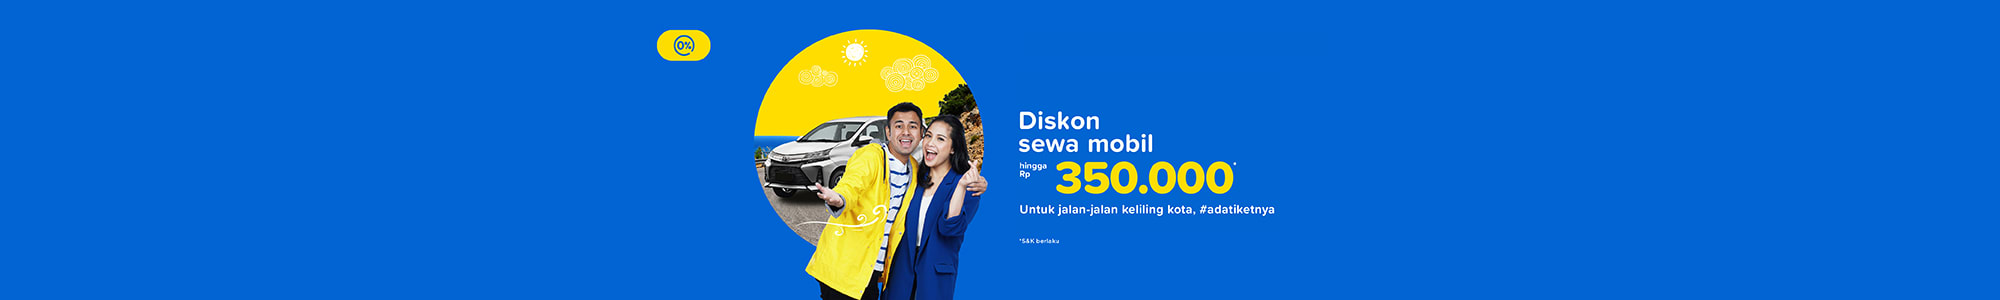 0%
Diskon
sewa mobil
hingga
Rp
350.000*
Untuk jalan-jalan keliling kota, #adatiketnya
*S&K berlaku